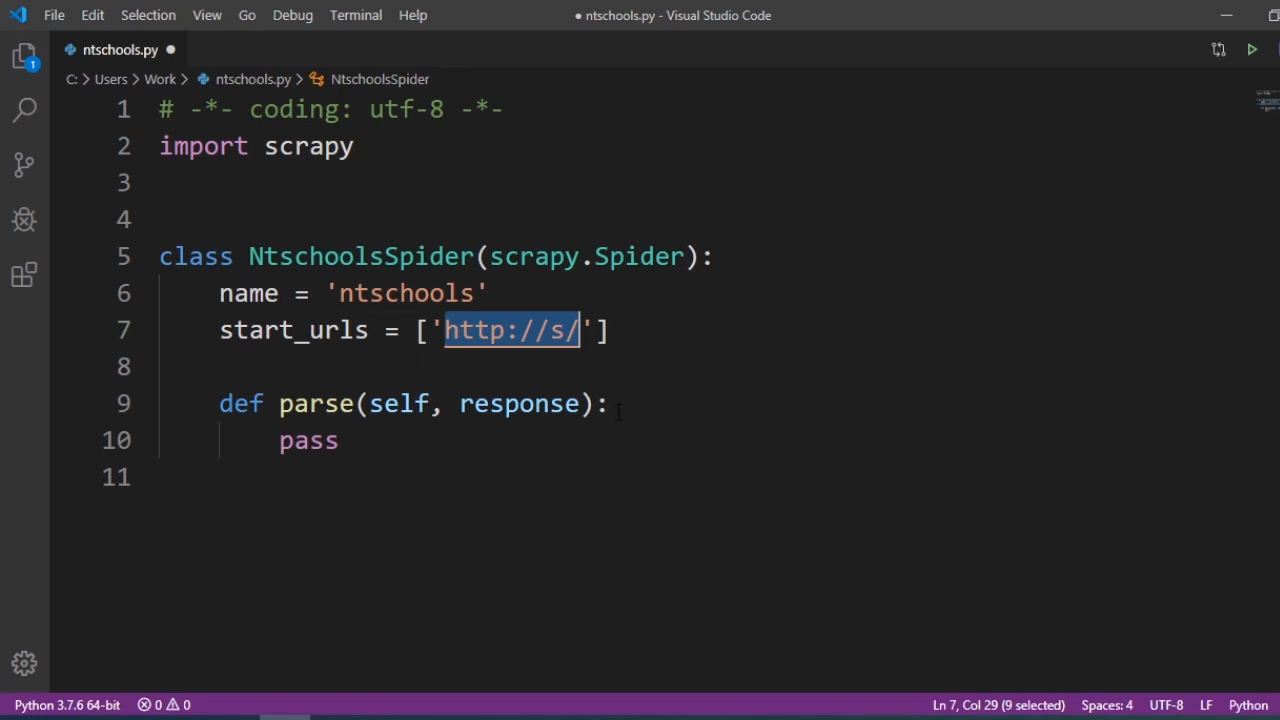 File Edit Selection View Go Debug Terminal Help ● ntschools.py - Visual Studio Code
ntschools.py ●
1
C: > Users > Work > ntschools.py > NtschoolsSpider
1 # -*- coding: utf-8 -*-
2 import scrapy
3
4
5 class NtschoolsSpider(scrapy.Spider):
6 name = 'ntschools'
7 start_urls = ['http://s/']
8
9 def parse(self, response):
10 pass
11
Python 3.7.6 64-bit 0 0 Ln 7, Col 29 (9 selected) Spaces: 4 UTF-8 LF Python